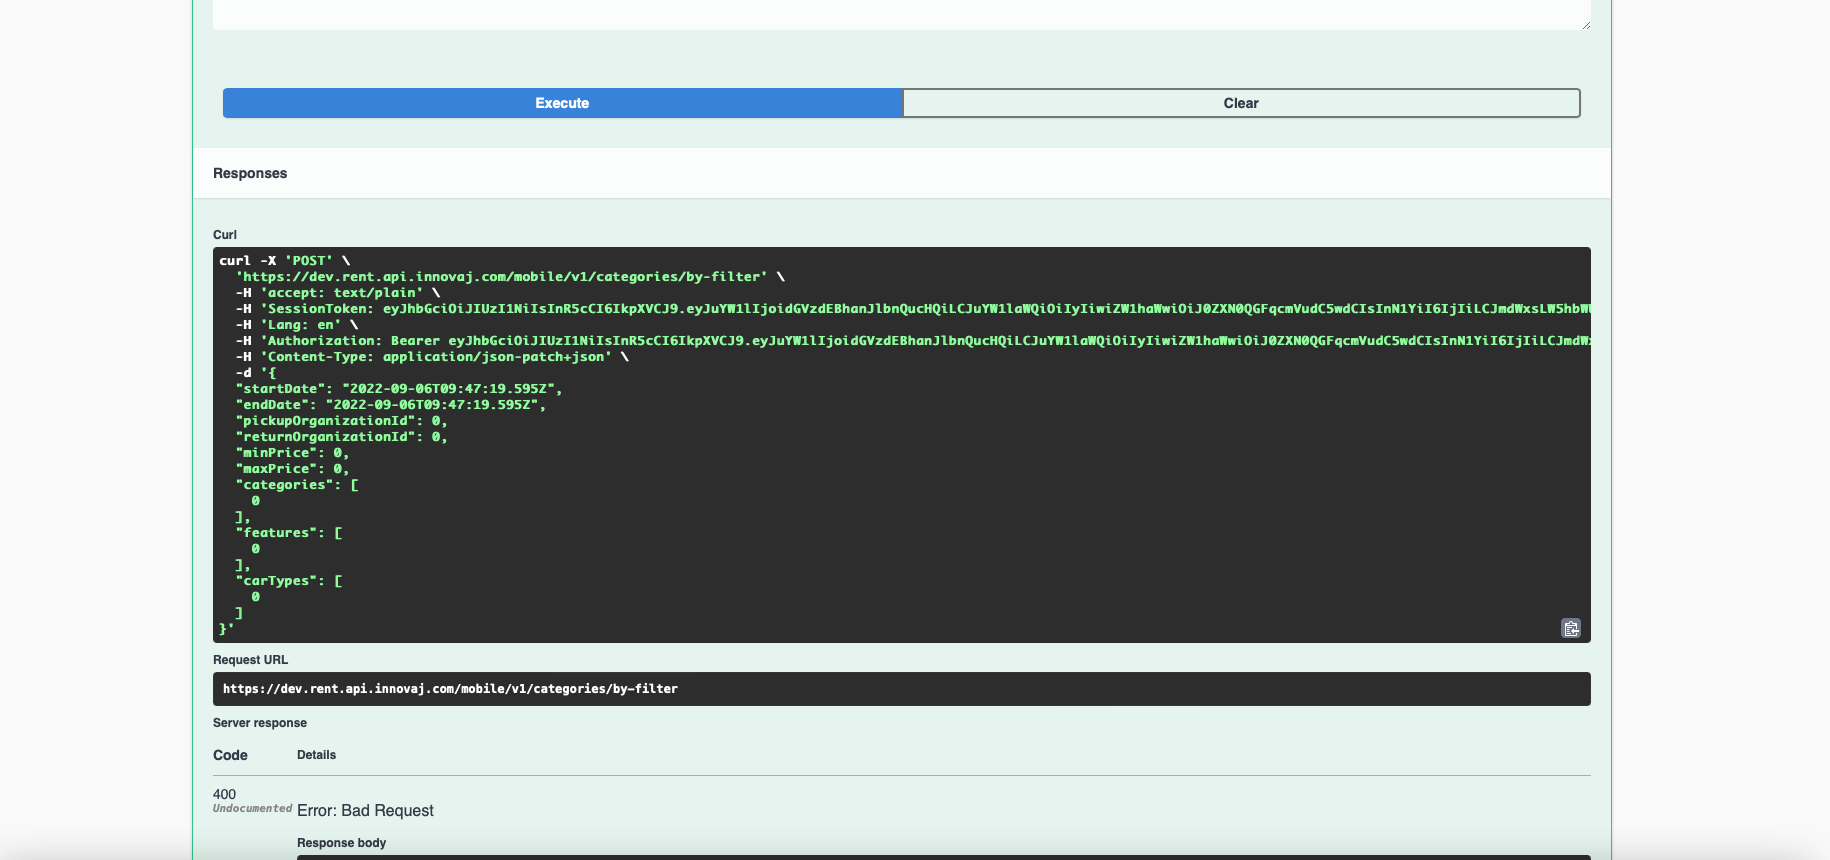 Execute
Clear
Responses
Curl
curl -X 'POST' \
'https://dev.rent.api.innovaj.com/mobile/v1/categories/by-filter' \
-H 'accept: text/plain' \
-H 'SessionToken: eyJhbGciOiJIUzI1NiIsInR5cCI6IkpXVCJ9.eyJuYW1lIjoidGVzdEBhanJlbnQucHQiLCJuYW1laWQiOiIyIiwiZW1haWwiOiJ0ZXN0QGFqcmVudC5wdCIsInN1YiI6IjIiLCJmdWxsLW5hbW
-H 'Lang: en' \
-H 'Authorization: Bearer eyJhbGciOiJIUzI1NiIsInR5cCI6IkpXVCJ9.eyJuYW1lIjoidGVzdEBhanJlbnQucHQiLCJuYW1laWQiOiIyIiwiZW1haWwiOiJ0ZXN0QGFqcmVudC5wdCIsInN1YiI6IjIiLCJmdW
-H 'Content-Type: application/json-patch+json' \
-d '{
"startDate": "2022-09-06T09:47:19.595Z",
"endDate": "2022-09-06T09:47:19.595Z",
"pickupOrganizationId": 0,
"returnOrganizationId": 0,
"minPrice": 0,
"maxPrice": 0,
"categories": [
0
],
"features": [
0
],
"carTypes": [
0
]
}'
Request URL
https://dev.rent.api.innovaj.com/mobile/v1/categories/by-filter
Server response
Code Details
400
Undocumented Error: Bad Request
Response body